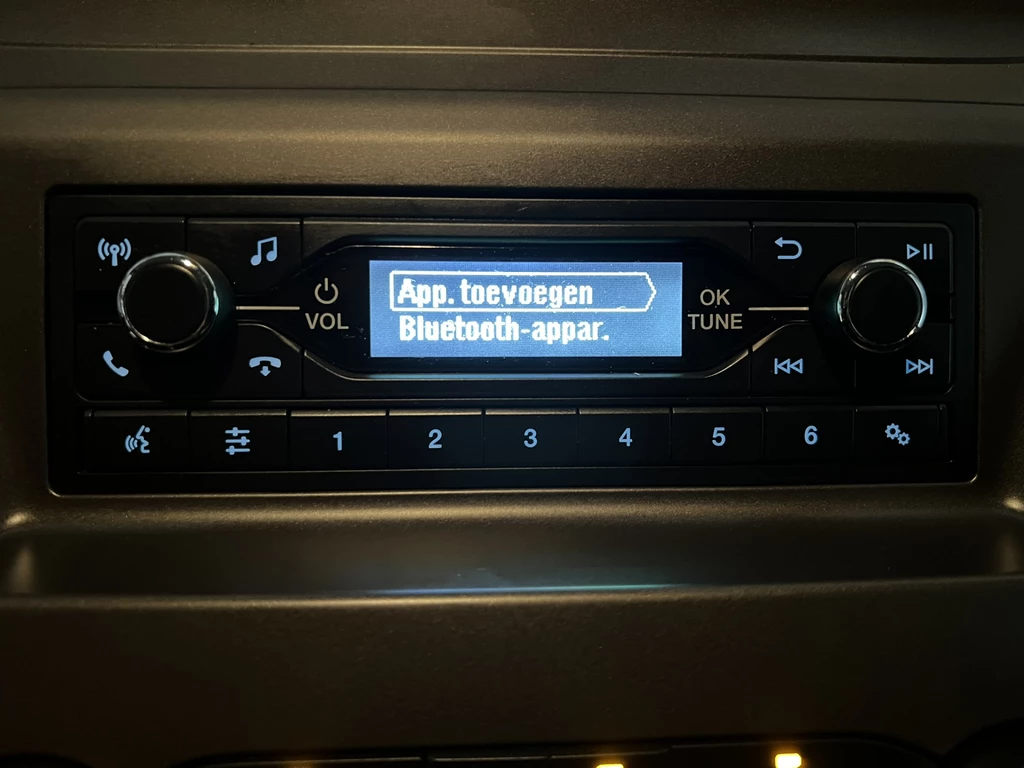 App. toevoegen
Bluetooth-appar.
VOL
OK
TUNE
1 2 3 4 5 6